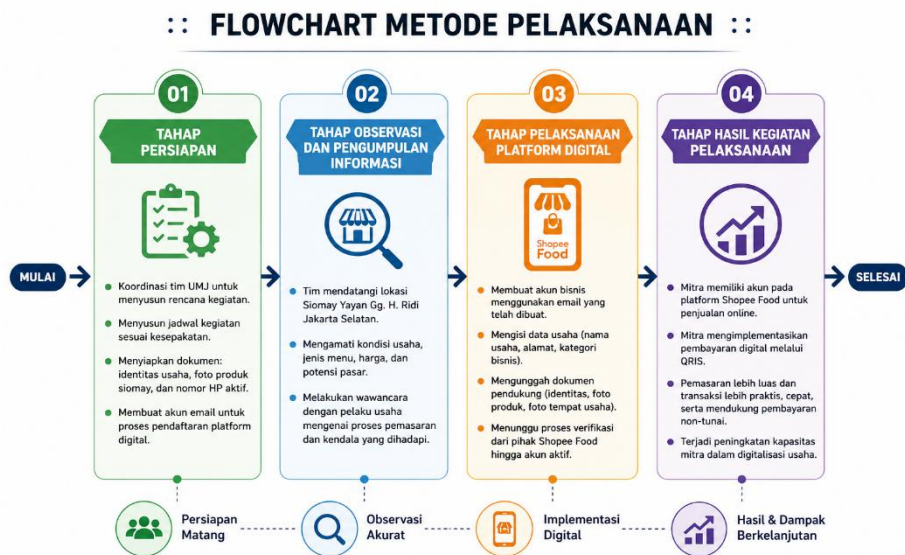 FLOWCHART METODE PELAKSANAAN
01
TAHAP
PERSIAPAN
Koordinasi tim UMJ untuk
menyusun rencana kegiatan.
Menyusun jadwal kegiatan
sesuai kesepakatan.
Menyiapkan dokumen:
identitas usaha, foto produk
siomay, dan nomor HP aktif.
Membuat akun email untuk
proses pendaftaran platform
digital.
02
TAHAP OBSERVASI
DAN PENGUMPULAN
INFORMASI
Tim mendatangi lokasi
Siomay Yayan Gg. H. Ridi
Jakarta Selatan.
Mengamati kondisi usaha,
jenis menu, harga, dan
potensi pasar.
Melakukan wawancara
dengan pelaku usaha
mengenai proses pemasaran
dan kendala yang dihadapi.
03
TAHAP PELAKSANAAN
PLATFORM DIGITAL
Shopee
Food
Membuat akun bisnis
menggunakan email yang
telah dibuat.
Mengisi data usaha (nama
usaha, alamat, kategori
bisnis).
Mengunggah dokumen
pendukung (identitas, foto
produk, foto tempat usaha).
Menunggu proses verifikasi
dari pihak Shopee Food
hingga akun aktif.
04
TAHAP HASIL KEGIATAN
PELAKSANAAN
Mitra memiliki akun pada
platform Shopee Food untuk
penjualan online.
Mitra mengimplementasikan
pembayaran digital melalui
QRIS.
Pemasaran lebih luas dan
transaksi lebih praktis, cepat,
serta mendukung pembayaran
non-tunai.
Terjadi peningkatan kapasitas
mitra dalam digitalisasi usaha.
MULAI
SELESAI
Persiapan
Matang
Observasi
Akurat
Implementasi
Digital
Hasil & Dampak
Berkelanjutan